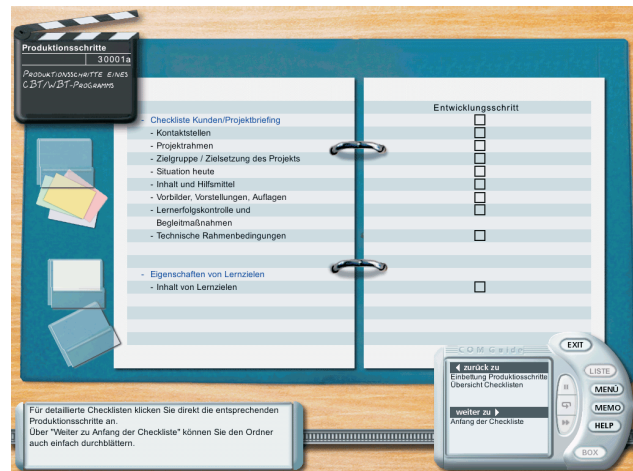 Produktionsschritte
30001a
Produktionsschritte eines
CBT/WBT-Programms
Entwicklungsschritt
- Checkliste Kunden/Projektbriefing
- Kontaktstellen
- Projektrahmen
- Zielgruppe / Zielsetzung des Projekts
- Situation heute
- Inhalt und Hilfsmittel
- Vorbilder, Vorstellungen, Auflagen
- Lernerfolgskontrolle und
Begleitmaßnahmen
- Technische Rahmenbedingungen
- Eigenschaften von Lernzielen
- Inhalt von Lernzielen
Für detaillierte Checklisten klicken Sie direkt die entsprechenden
Produktionsschritte an.
Über "Weiter zu Anfang der Checkliste" können Sie den Ordner
auch einfach durchblättern.
COM Guide
zurück zu
Einbettung Produktiosschritte
Übersicht Checklisten
weiter zu
Anfang der Checkliste
EXIT
LISTE
MENÜ
MEMO
HELP
BOX